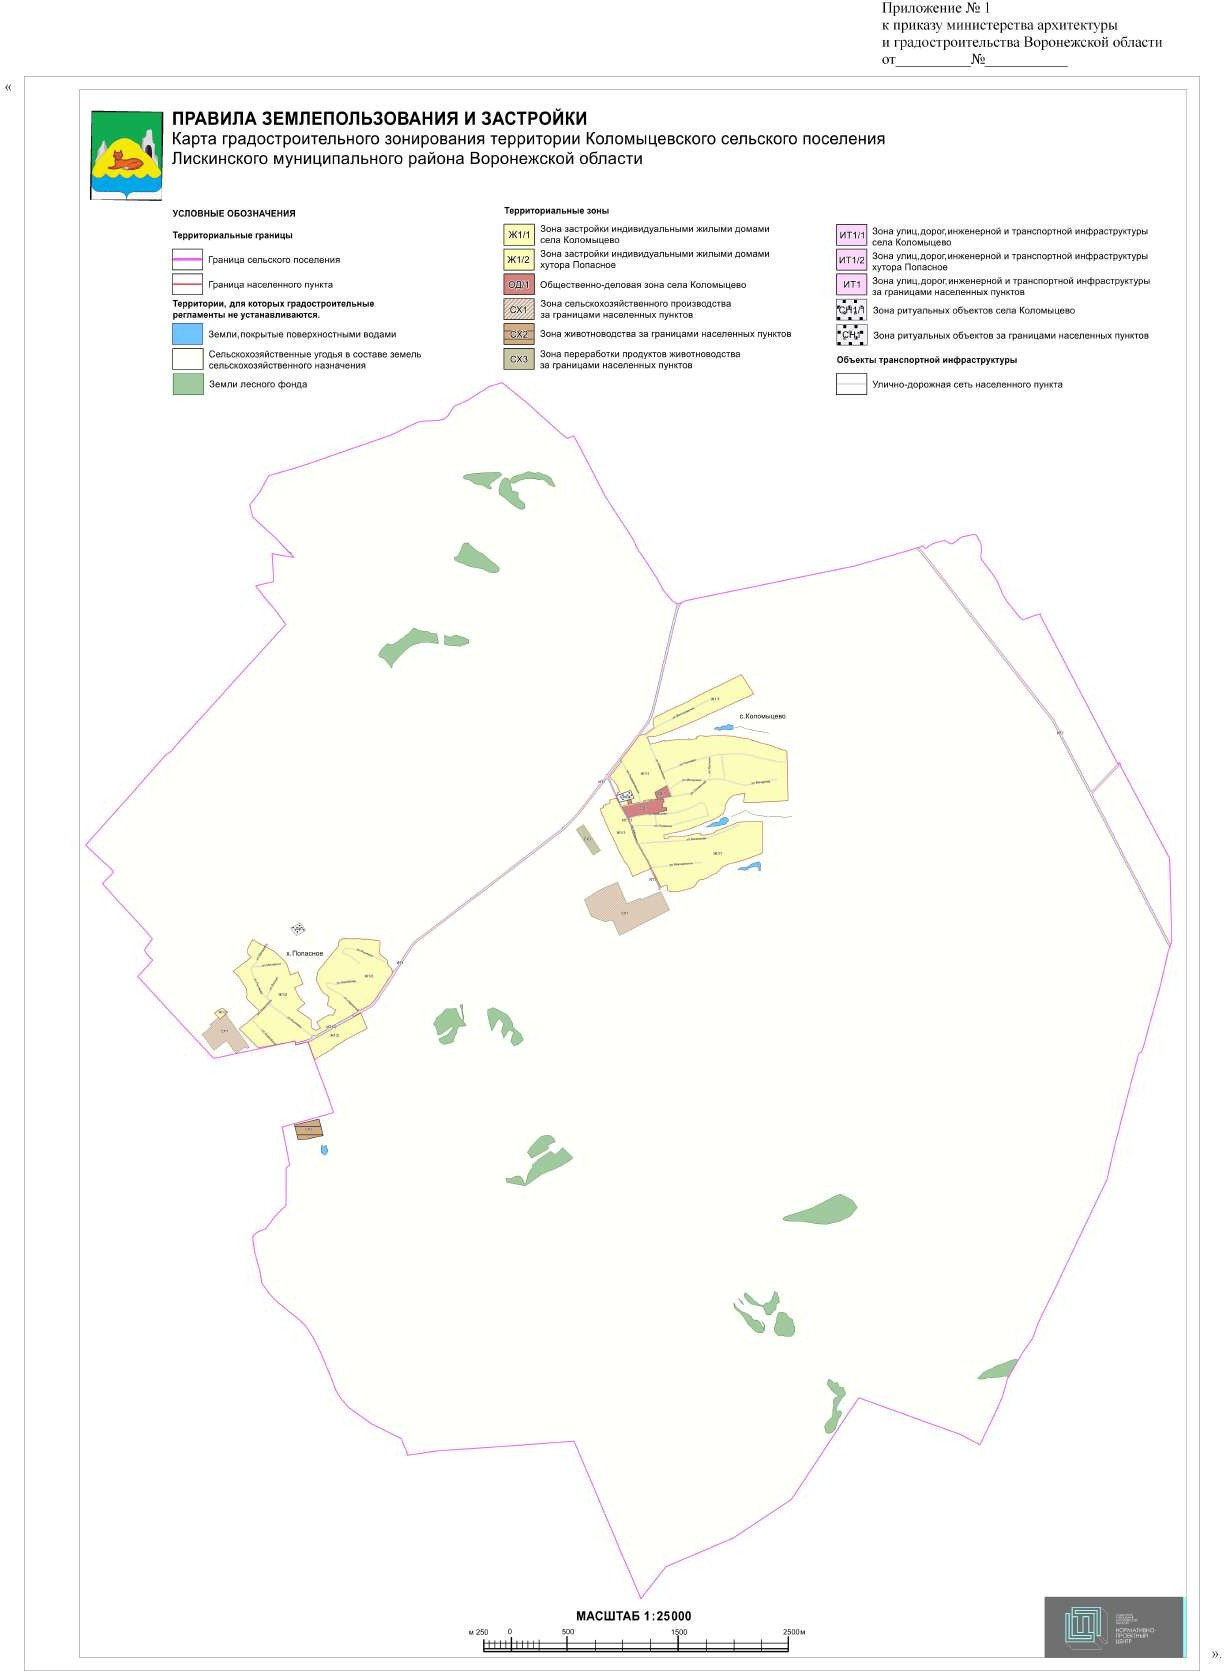 Приложение № 1
к приказу министерства архитектуры
и градостроительства Воронежской области
от__________№___________
«
ПРАВИЛА ЗЕМЛЕПОЛЬЗОВАНИЯ И ЗАСТРОЙКИ
Карта градостроительного зонирования территории Коломыцевского сельского поселения
Лискинского муниципального района Воронежской области
УСЛОВНЫЕ ОБОЗНАЧЕНИЯ
Территориальные границы
Граница сельского поселения
Граница населенного пункта
Территории, для которых градостроительные
регламенты не устанавливаются.
Земли,покрытые поверхностными водами
Сельскохозяйственные угодья в составе земель
сельскохозяйственного назначения
Земли лесного фонда
Территориальные зоны
Ж1/1 Зона застройки индивидуальными жилыми домами
села Коломыцево
Ж1/2 Зона застройки индивидуальными жилыми домами
хутора Попасное
ОД/1 Общественно-деловая зона села Коломыцево
СХ1 Зона сельскохозяйственного производства
за границами населенных пунктов
СХ2 Зона животноводства за границами населенных пунктов
СХ3 Зона переработки продуктов животноводства
за границами населенных пунктов
ИТ1/1 Зона улиц,дорог,инженерной и транспортной инфраструктуры
села Коломыцево
ИТ1/2 Зона улиц,дорог,инженерной и транспортной инфраструктуры
хутора Попасное
ИТ1 Зона улиц,дорог,инженерной и транспортной инфраструктуры
за границами населенных пунктов
СН1/1 Зона ритуальных объектов села Коломыцево
СН1 Зона ритуальных объектов за границами населенных пунктов
Объекты транспортной инфраструктуры
Улично-дорожная сеть населенного пункта
с.Коломыцево
х.Попасное
МАСШТАБ 1:25000
м 250 0 500 1500 2500м
НОРМАТИВНО-
ПРОЕКТНЫЙ
ЦЕНТР
».